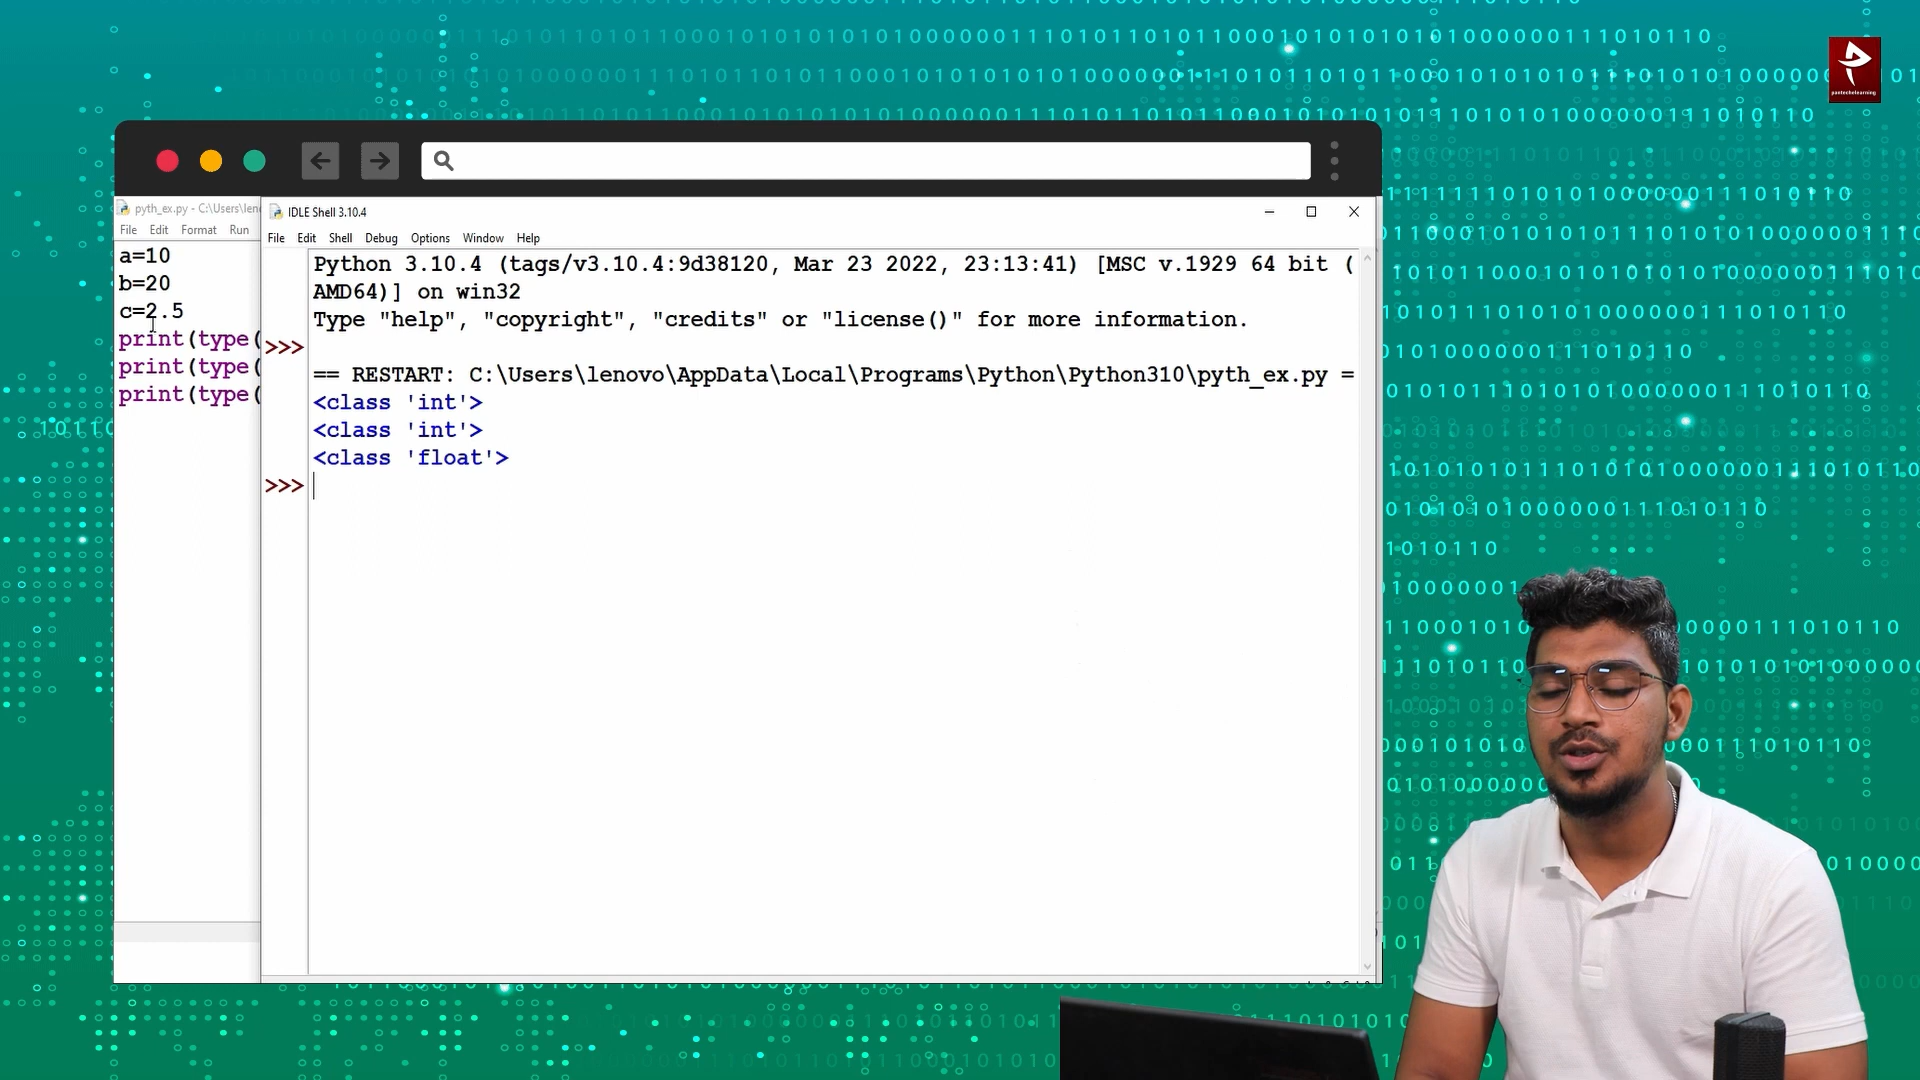 pantechelearning
pyth_ex.py - C:\Users\len
File Edit Format Run
a=10
b=20
c=2.5
print(type(
print(type(
print(type(
IDLE Shell 3.10.4
File Edit Shell Debug Options Window Help
Python 3.10.4 (tags/v3.10.4:9d38120, Mar 23 2022, 23:13:41) [MSC v.1929 64 bit (
AMD64)] on win32
Type "help", "copyright", "credits" or "license()" for more information.
>>>
== RESTART: C:\Users\lenovo\AppData\Local\Programs\Python\Python310\pyth_ex.py =
<class 'int'>
<class 'int'>
<class 'float'>
>>>